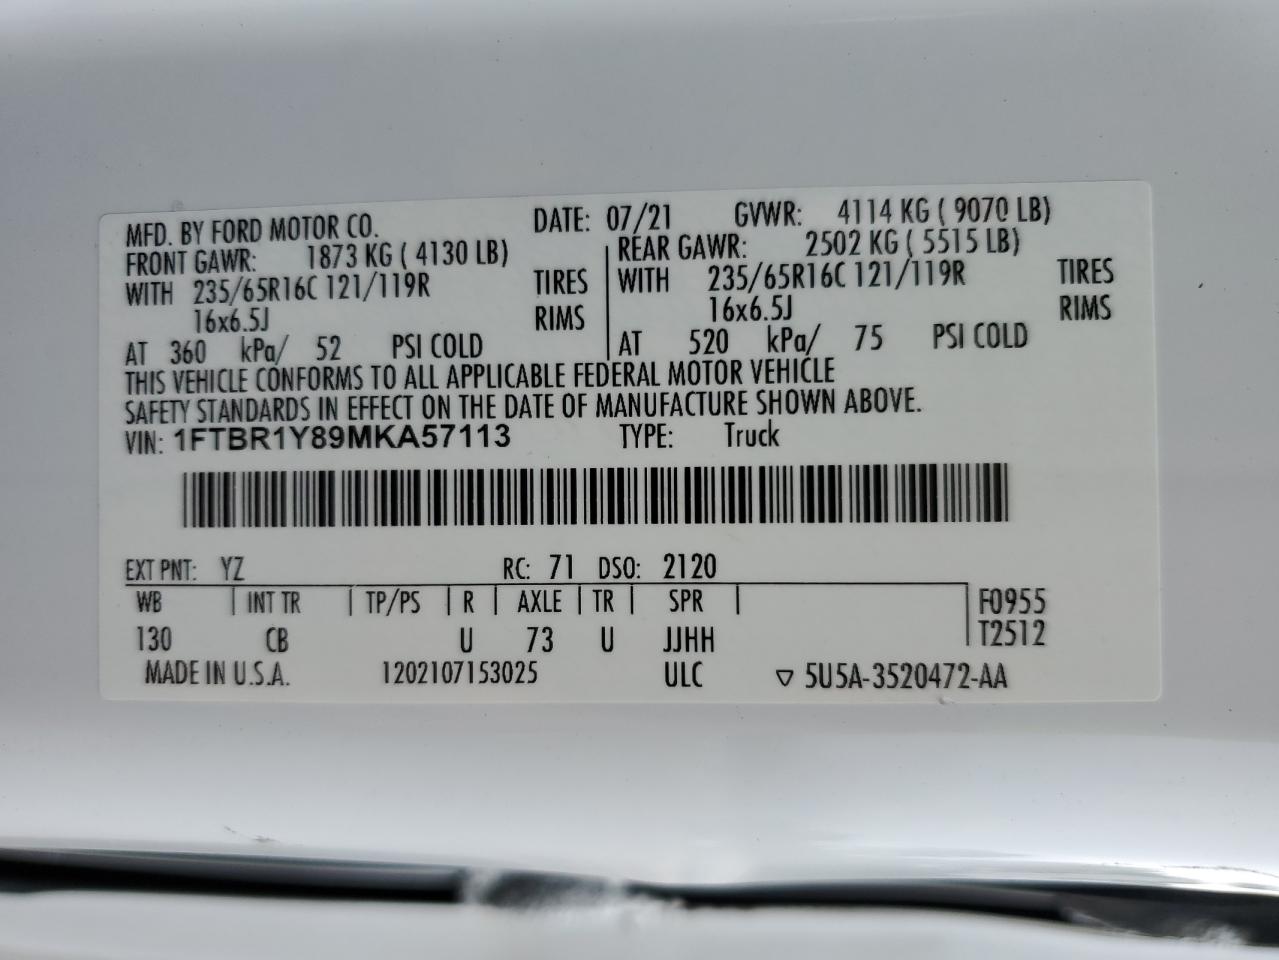 MFD. BY FORD MOTOR CO. DATE: 07/21 GVWR: 4114 KG ( 9070 LB)
FRONT GAWR: 1873 KG ( 4130 LB) REAR GAWR: 2502 KG ( 5515 LB)
WITH 235/65R16C 121/119R TIRES WITH 235/65R16C 121/119R TIRES
16x6.5J RIMS 16x6.5J RIMS
AT 360 kPa/ 52 PSI COLD AT 520 kPa/ 75 PSI COLD
THIS VEHICLE CONFORMS TO ALL APPLICABLE FEDERAL MOTOR VEHICLE
SAFETY STANDARDS IN EFFECT ON THE DATE OF MANUFACTURE SHOWN ABOVE.
VIN: 1FTBR1Y89MKA57113 TYPE: Truck
EXT PNT: YZ RC: 71 DSO: 2120
WB INT TR TP/PS R AXLE TR SPR F0955
130 CB U 73 U JJHH T2512
MADE IN U.S.A. 1202107153025 ULC ▽ 5U5A-3520472-AA